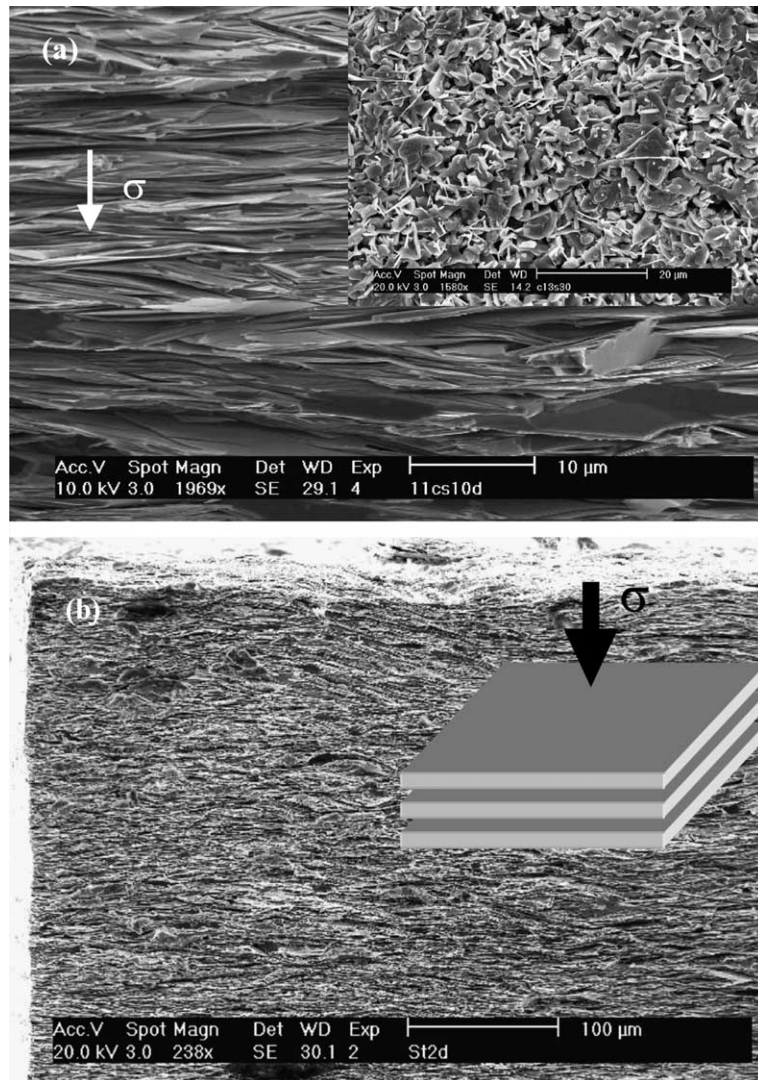 (a)
σ
Acc.V Spot Magn Det WD 20 µm
20.0 kV 3.0 1580x SE 14.2 c13s30
Acc.V Spot Magn Det WD Exp 10 µm
10.0 kV 3.0 1969x SE 29.1 4 11cs10d
(b)
σ
Acc.V Spot Magn Det WD Exp 100 µm
20.0 kV 3.0 238x SE 30.1 2 St2d